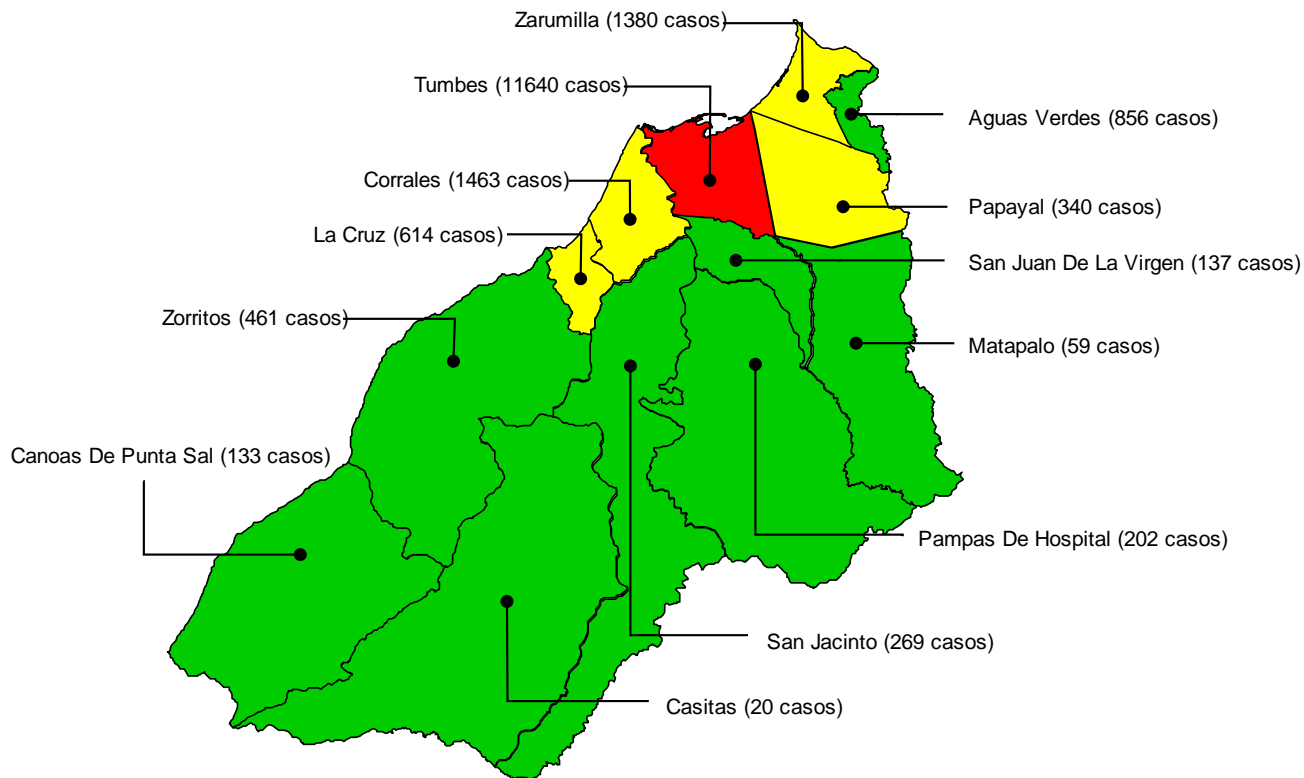 Zarumilla (1380 casos)
Tumbes (11640 casos)
Aguas Verdes (856 casos)
Corrales (1463 casos)
Papayal (340 casos)
La Cruz (614 casos)
San Juan De La Virgen (137 casos)
Zorritos (461 casos)
Matapalo (59 casos)
Canoas De Punta Sal (133 casos)
Pampas De Hospital (202 casos)
San Jacinto (269 casos)
Casitas (20 casos)